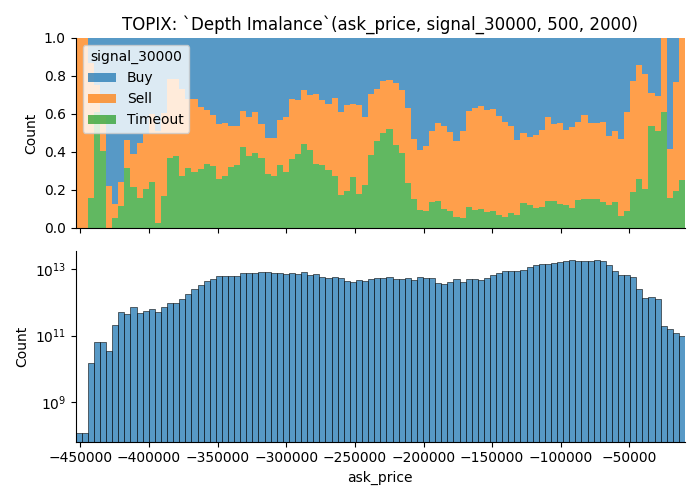 TOPIX: `Depth Imalance`(ask_price, signal_30000, 500, 2000)
1.0
0.8
0.6
0.4
0.2
0.0
Count
signal_30000
Buy
Sell
Timeout
10^13
10^11
10^9
Count
−450000 −400000 −350000 −300000 −250000 −200000 −150000 −100000 −50000
ask_price